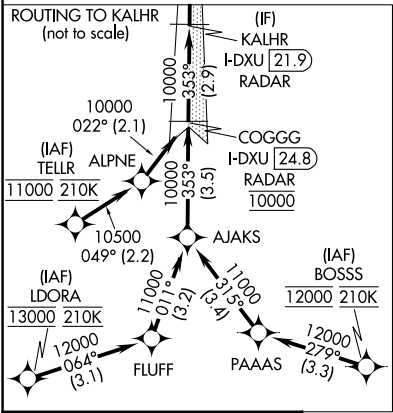 ROUTING TO KALHR
(not to scale)
(IF)
KALHR
I-DXU 21.9
RADAR
10000
353°
(2.9)
10000
022° (2.1)
(IAF)
TELLR
11000 210K
ALPNE
COGGG
I-DXU 24.8
RADAR
10000
10000
353°
(3.5)
10500
049° (2.2)
AJAKS
(IAF)
LDORA
13000 210K
11000
011°
(3.2)
11000
315°
(3.4)
(IAF)
BOSSS
12000 210K
12000
064°
(3.1)
FLUFF
PAAAS
12000
279°
(3.3)